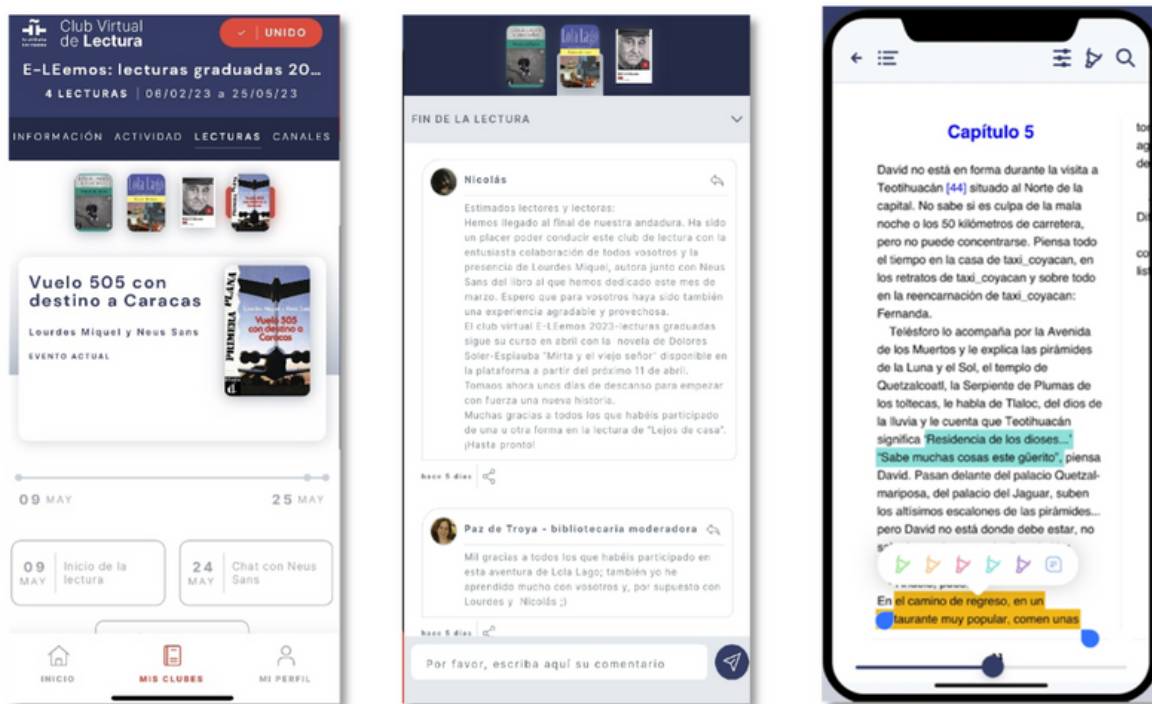 Club Virtual
de Lectura
UNIDO
E-LEemos: lecturas graduadas 20...
4 LECTURAS | 06/02/23 a 25/05/23
INFORMACIÓN ACTIVIDAD LECTURAS CANALES
Lola Lago
Vuelo 505 con
destino a Caracas
Lourdes Miquel y Neus Sans
EVENTO ACTUAL
PRIMERA PLANA
Vuelo 505
con destino a
Caracas
09 MAY
25 MAY
09 MAY
Inicio de la
lectura
24 MAY
Chat con Neus
Sans
INICIO
MIS CLUBES
MI PERFIL
Lola Lago
FIN DE LA LECTURA
Nicolás
Estimados lectores y lectoras:
Hemos llegado al final de nuestra andadura. Ha sido
un placer poder conducir este club de lectura con la
entusiasta colaboración de todos vosotros y la
presencia de Lourdes Miquel, autora junto con Neus
Sans del libro al que hemos dedicado este mes de
marzo. Espero que para vosotros haya sido también
una experiencia agradable y provechosa.
El club virtual E-LEemos 2023-lecturas graduadas
sigue su curso en abril con la novela de Dolores
Soler-Espiauba "Mirta y el viejo señor" disponible en
la plataforma a partir del próximo 11 de abril.
Tomaos ahora unos días de descanso para empezar
con fuerza una nueva historia.
Muchas gracias a todos los que habéis participado
de una u otra forma en la lectura de "Lejos de casa".
¡Hasta pronto!
hace 5 días
Paz de Troya - bibliotecaria moderadora
Mil gracias a todos los que habéis participado en
esta aventura de Lola Lago; también yo he
aprendido mucho con vosotros y, por supuesto con
Lourdes y Nicolás ;)
hace 5 días
Por favor, escriba aquí su comentario
Capítulo 5
David no está en forma durante la visita a
Teotihuacán [44] situado al Norte de la
capital. No sabe si es culpa de la mala
noche o los 50 kilómetros de carretera,
pero no puede concentrarse. Piensa todo
el tiempo en la casa de taxi_coyacan, en
los retratos de taxi_coyacan y sobre todo
en la reencarnación de taxi_coyacan:
Fernanda.
Telésforo lo acompaña por la Avenida
de los Muertos y le explica las pirámides
de la Luna y el Sol, el templo de
Quetzalcoatl, la Serpiente de Plumas de
los toltecas, le habla de Tlaloc, del dios de
la lluvia y le cuenta que Teotihuacán
significa 'Residencia de los dioses...'
"Sabe muchas cosas este güerito", piensa
David. Pasan delante del palacio Quetzal-
mariposa, del palacio del Jaguar, suben
los altísimos escalones de las pirámides...
pero David no está donde debe estar, no
En el camino de regreso, en un
taurante muy popular, comen unas